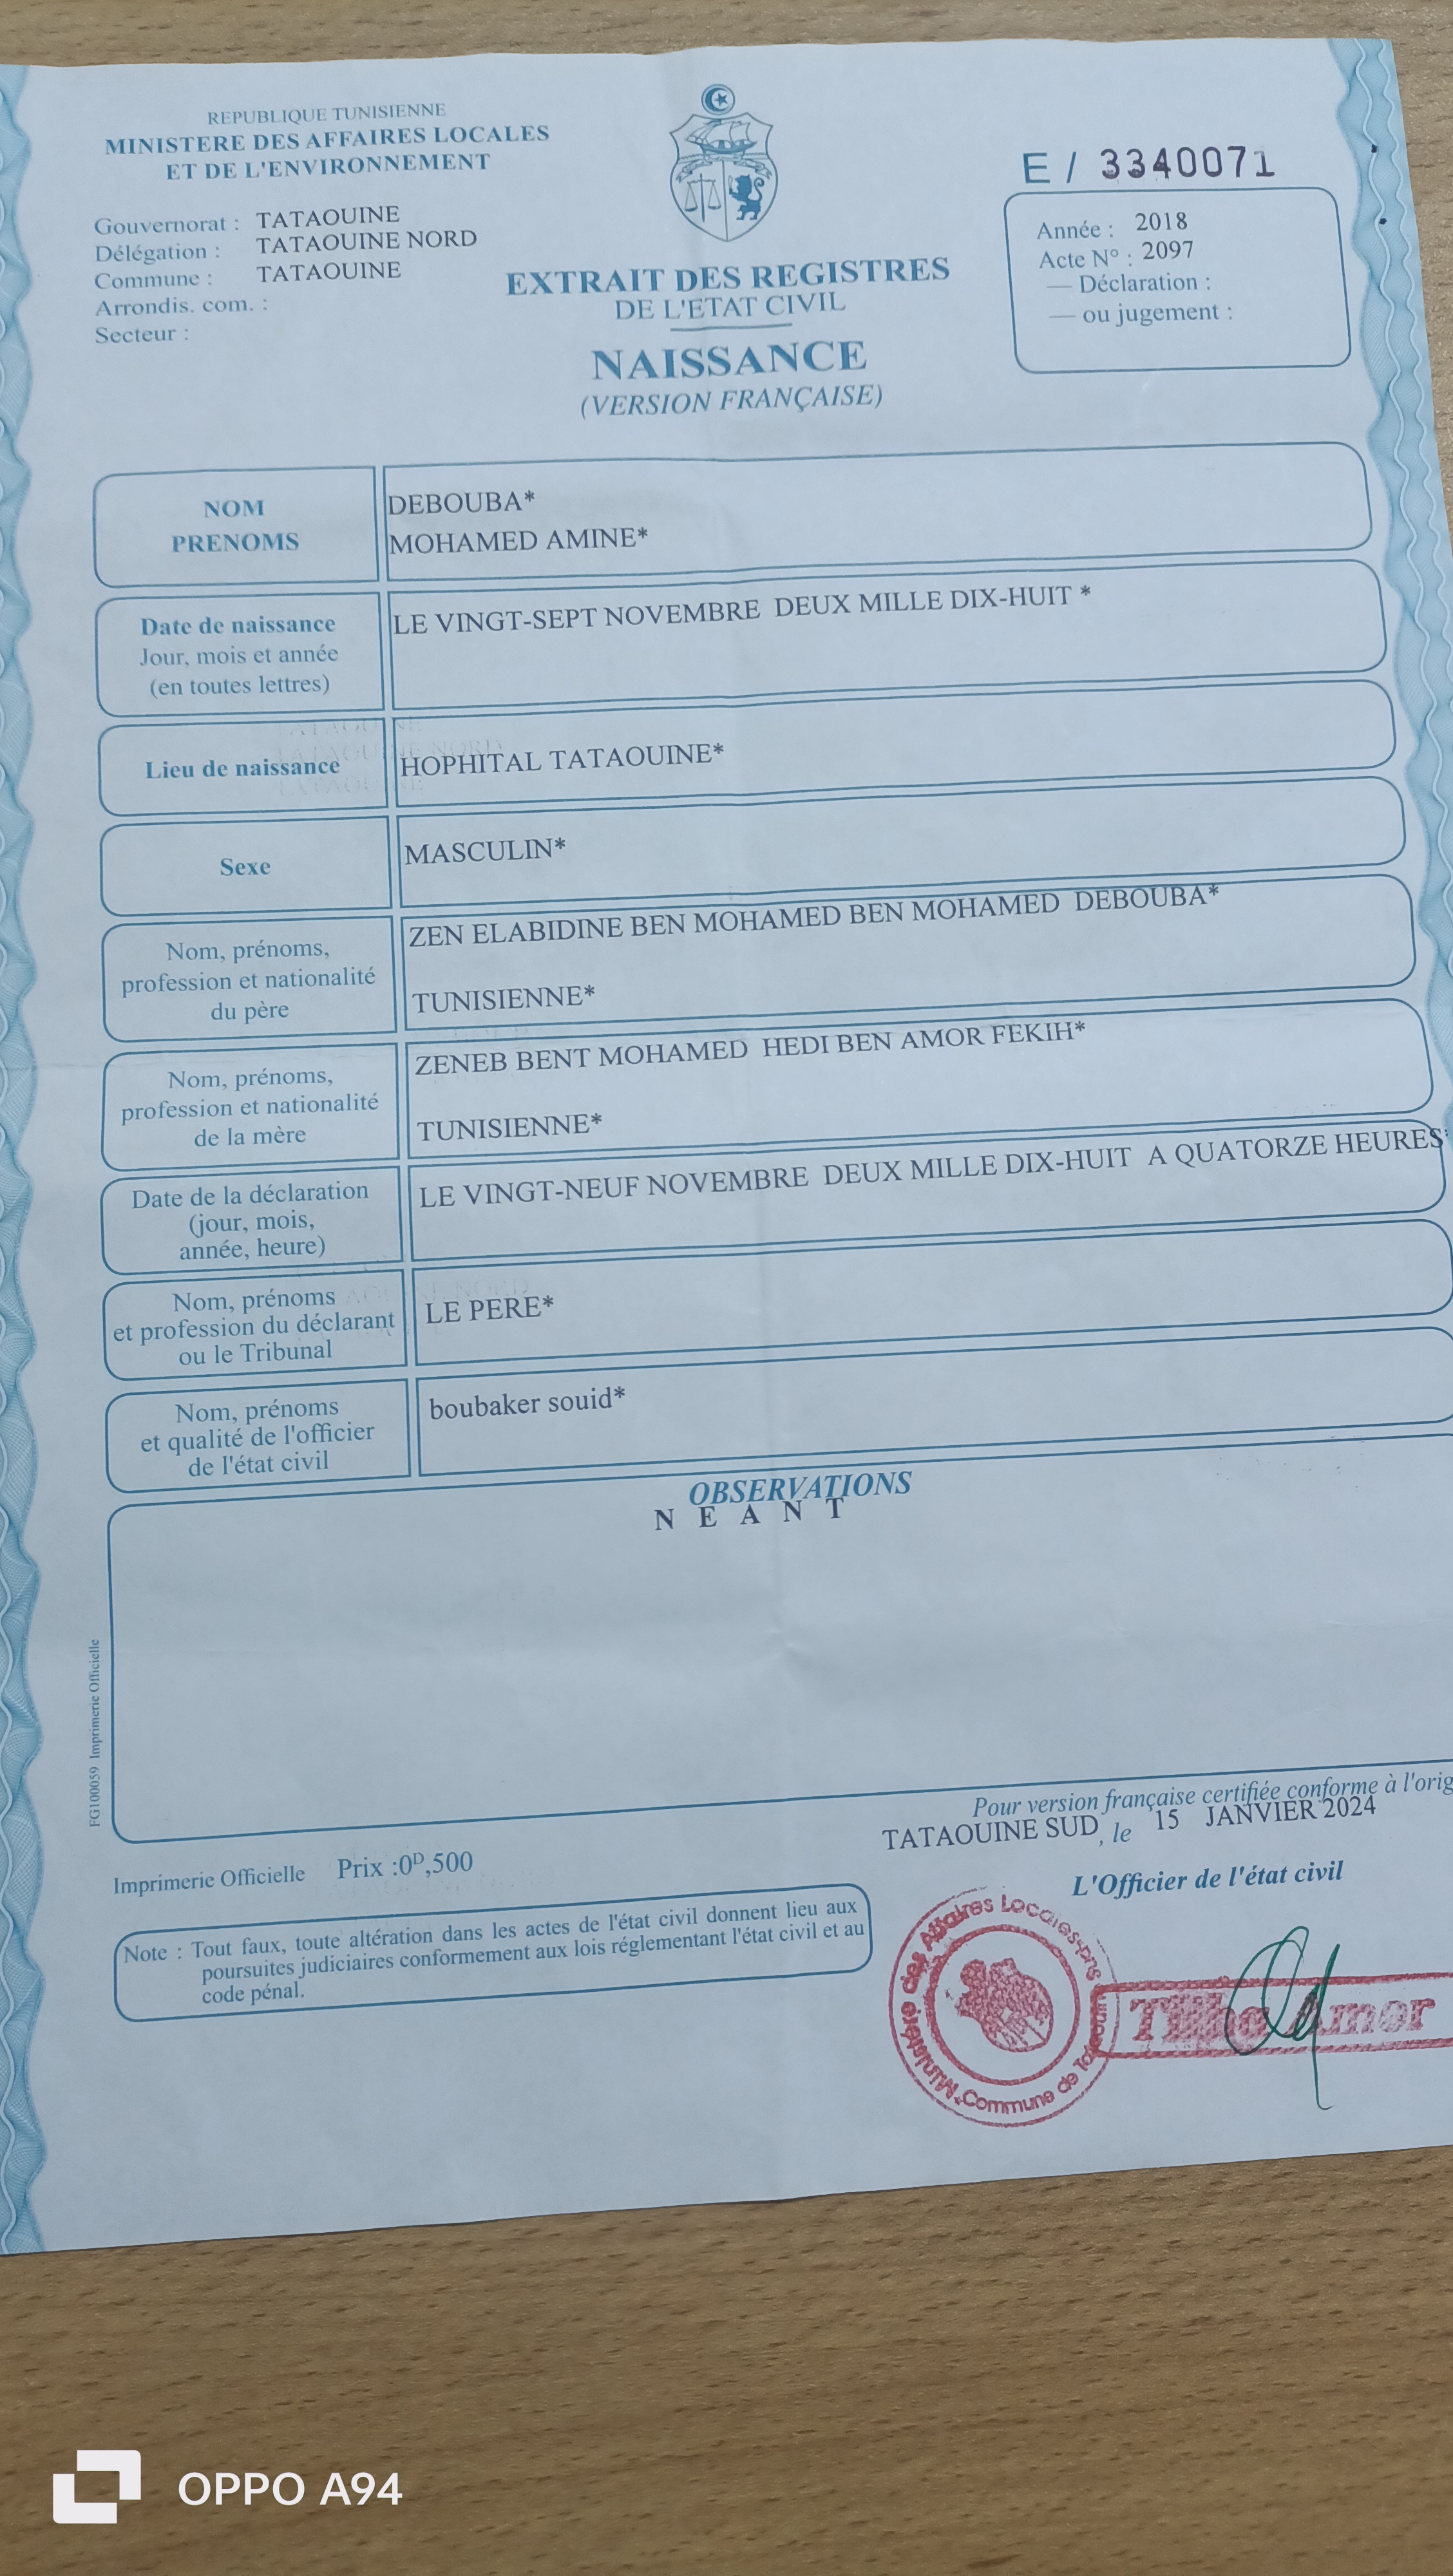 REPUBLIQUE TUNISIENNE
MINISTERE DES AFFAIRES LOCALES
ET DE L'ENVIRONNEMENT
Gouvernorat : TATAOUINE
Délégation : TATAOUINE NORD
Commune : TATAOUINE
Arrondis. com. :
Secteur :
E / 3340071
Année : 2018
Acte N° : 2097
— Déclaration :
— ou jugement :
EXTRAIT DES REGISTRES
DE L'ETAT CIVIL
NAISSANCE
(VERSION FRANÇAISE)
NOM
PRENOMS
DEBOUBA*
MOHAMED AMINE*
Date de naissance
Jour, mois et année
(en toutes lettres)
LE VINGT-SEPT NOVEMBRE DEUX MILLE DIX-HUIT *
Lieu de naissance
HOPHITAL TATAOUINE*
Sexe
MASCULIN*
Nom, prénoms,
profession et nationalité
du père
ZEN ELABIDINE BEN MOHAMED BEN MOHAMED DEBOUBA*
TUNISIENNE*
Nom, prénoms,
profession et nationalité
de la mère
ZENEB BENT MOHAMED HEDI BEN AMOR FEKIH*
TUNISIENNE*
Date de la déclaration
(jour, mois,
année, heure)
LE VINGT-NEUF NOVEMBRE DEUX MILLE DIX-HUIT A QUATORZE HEURES
Nom, prénoms
et profession du déclarant
ou le Tribunal
LE PERE*
Nom, prénoms
et qualité de l'officier
de l'état civil
boubaker souid*
OBSERVATIONS
N E A N T
FG100059 Imprimerie Officielle
Pour version française certifiée conforme à l'orig
TATAOUINE SUD, le 15 JANVIER 2024
L'Officier de l'état civil
Imprimerie Officielle Prix :0ᴰ,500
Note : Tout faux, toute altération dans les actes de l'état civil donnent lieu aux
poursuites judiciaires conformement aux lois réglementant l'état civil et au
code pénal.
Ministère des Affaires Locales
Commune de
Amor
OPPO A94